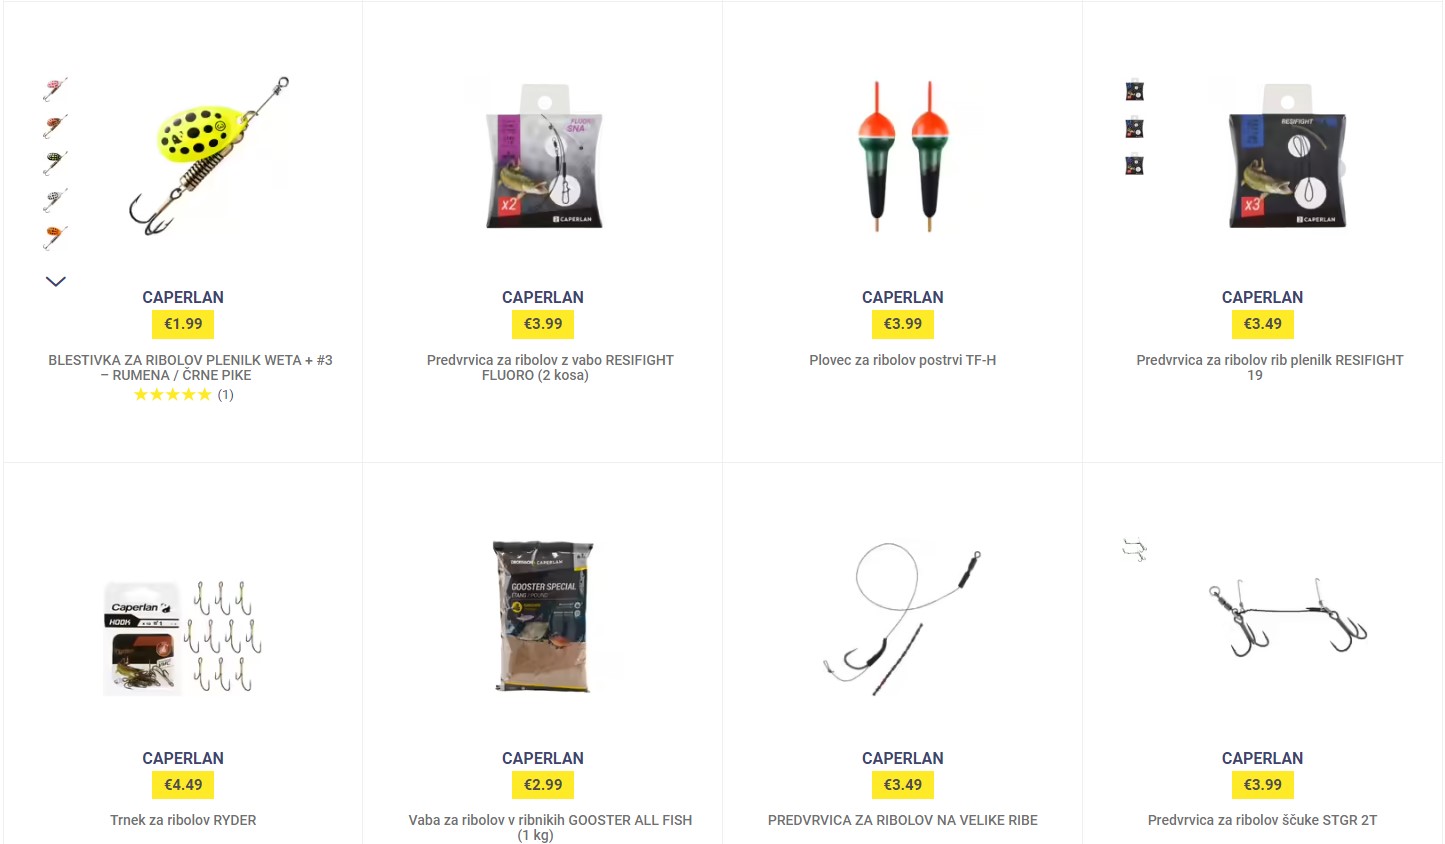 CAPERLAN
€1.99
BLESTIVKA ZA RIBOLOV PLENILK WETA + #3
– RUMENA / ČRNE PIKE
(1)
FLUORO
x2
CAPERLAN
CAPERLAN
€3.99
Predvrvica za ribolov z vabo RESIFIGHT
FLUORO (2 kosa)
CAPERLAN
€3.99
Plovec za ribolov postrvi TF-H
RESIFIGHT
x3
CAPERLAN
CAPERLAN
€3.49
Predvrvica za ribolov rib plenilk RESIFIGHT
19
Caperlan
HOOK
CAPERLAN
€4.49
Trnek za ribolov RYDER
CAPERLAN
GOOSTER SPECIAL
CAPERLAN
€2.99
Vaba za ribolov v ribnikih GOOSTER ALL FISH
(1 kg)
CAPERLAN
€3.49
PREDVRVICA ZA RIBOLOV NA VELIKE RIBE
CAPERLAN
€3.99
Predvrvica za ribolov ščuke STGR 2T